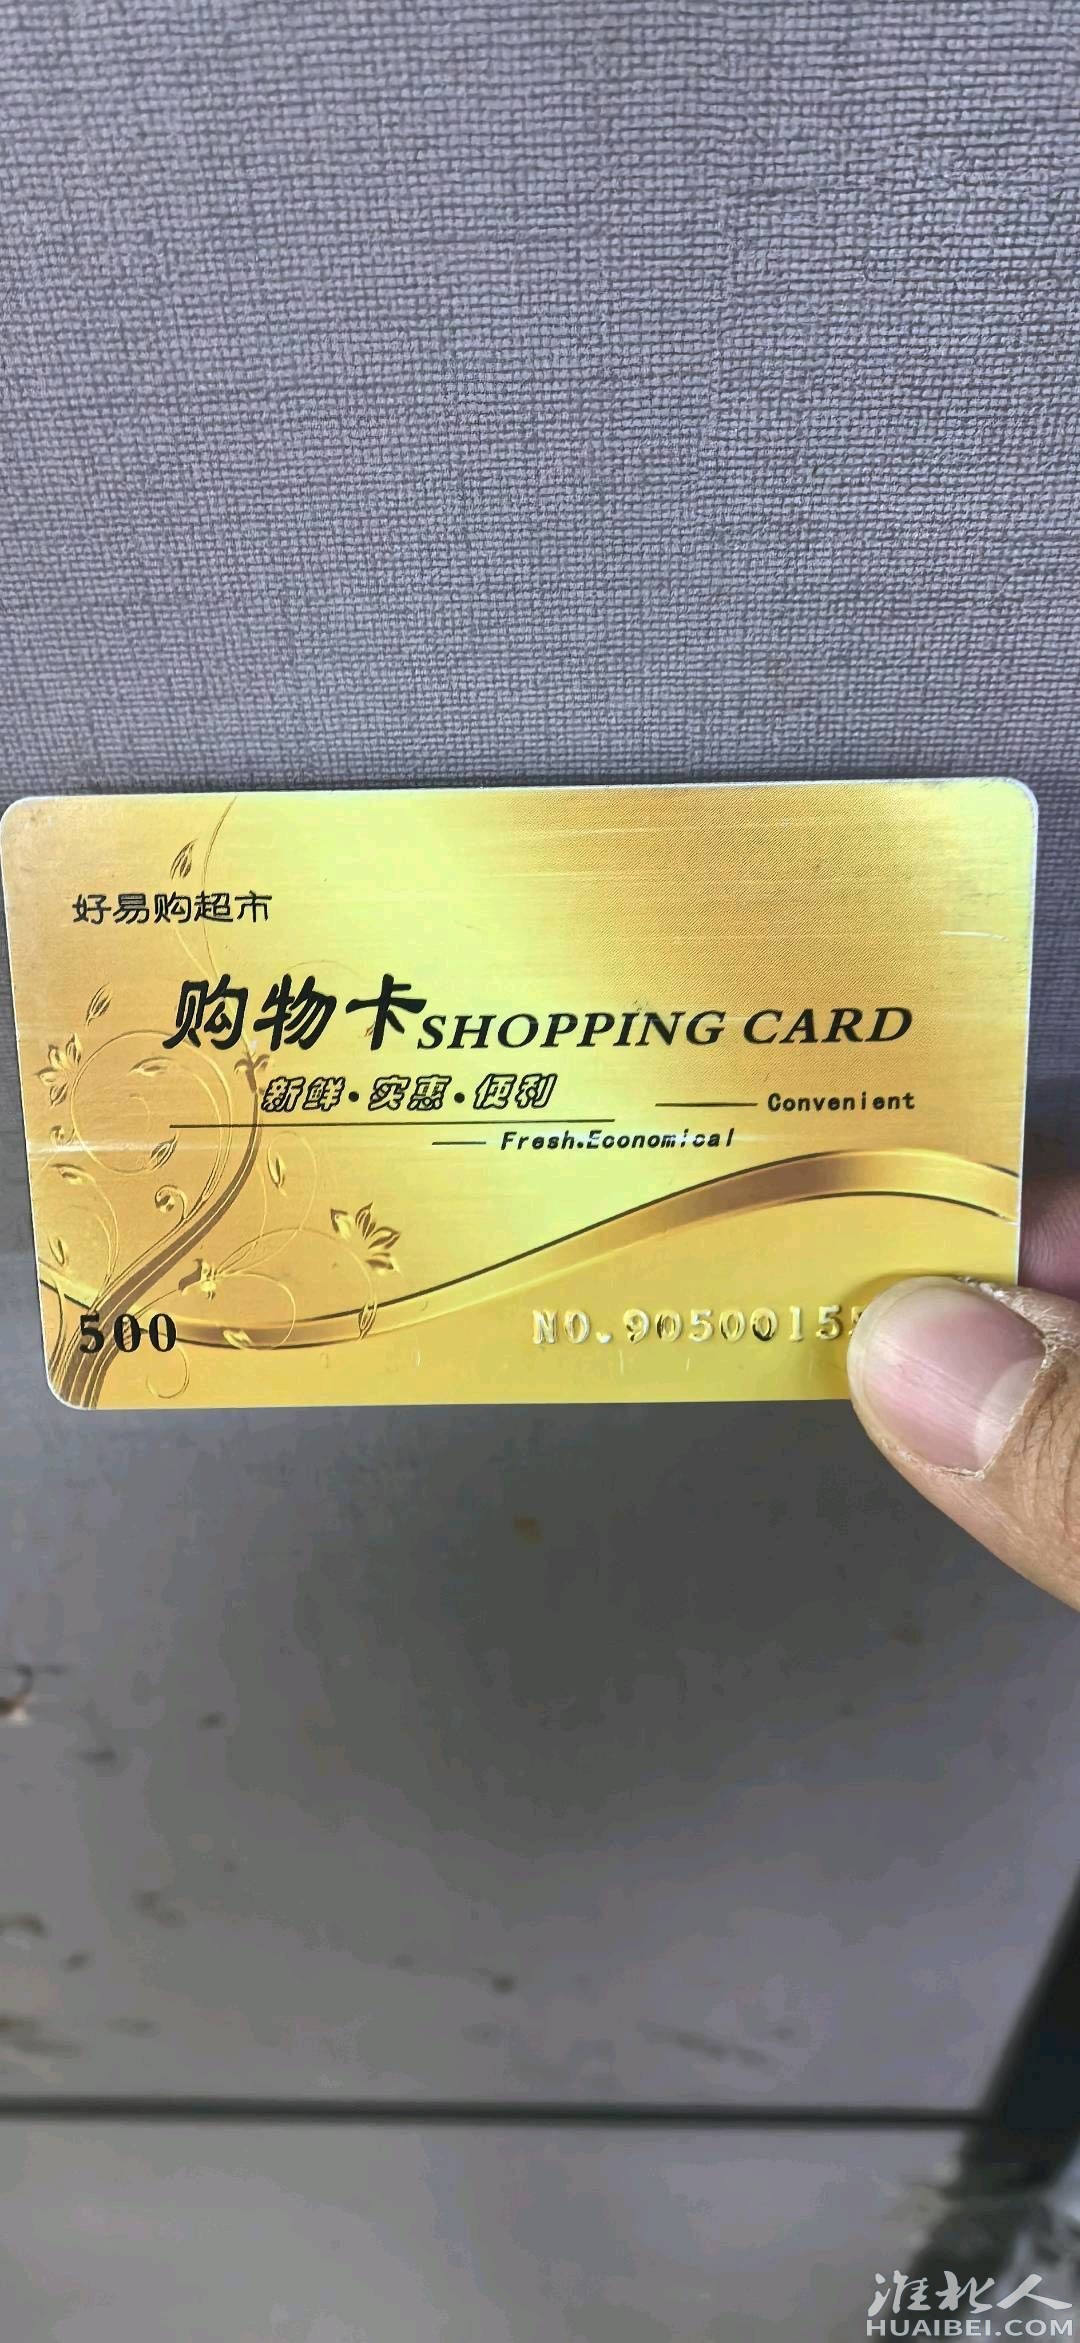 好易购超市
购物卡SHOPPING CARD
新鲜·实惠·便利
Convenient
Fresh.Economical
500
NO.90500155
淮北人
HUAIBEI.COM